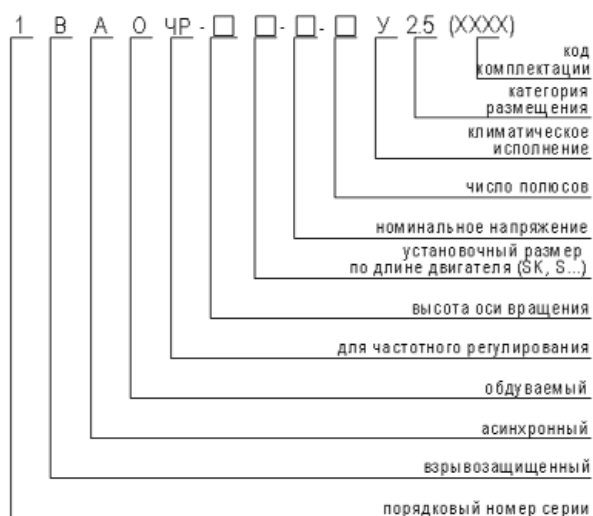 1 В А О ЧР - □ □ - □ - □ У 2.5 (XXXX)
код
комплектации
категория
размещения
климатическое
исполнение
число полюсов
номинальное напряжение
установочный размер
по длине двигателя (SK, S...)
высота оси вращения
для частотного регулирования
обдуваемый
асинхронный
взрывозащищенный
порядковый номер серии